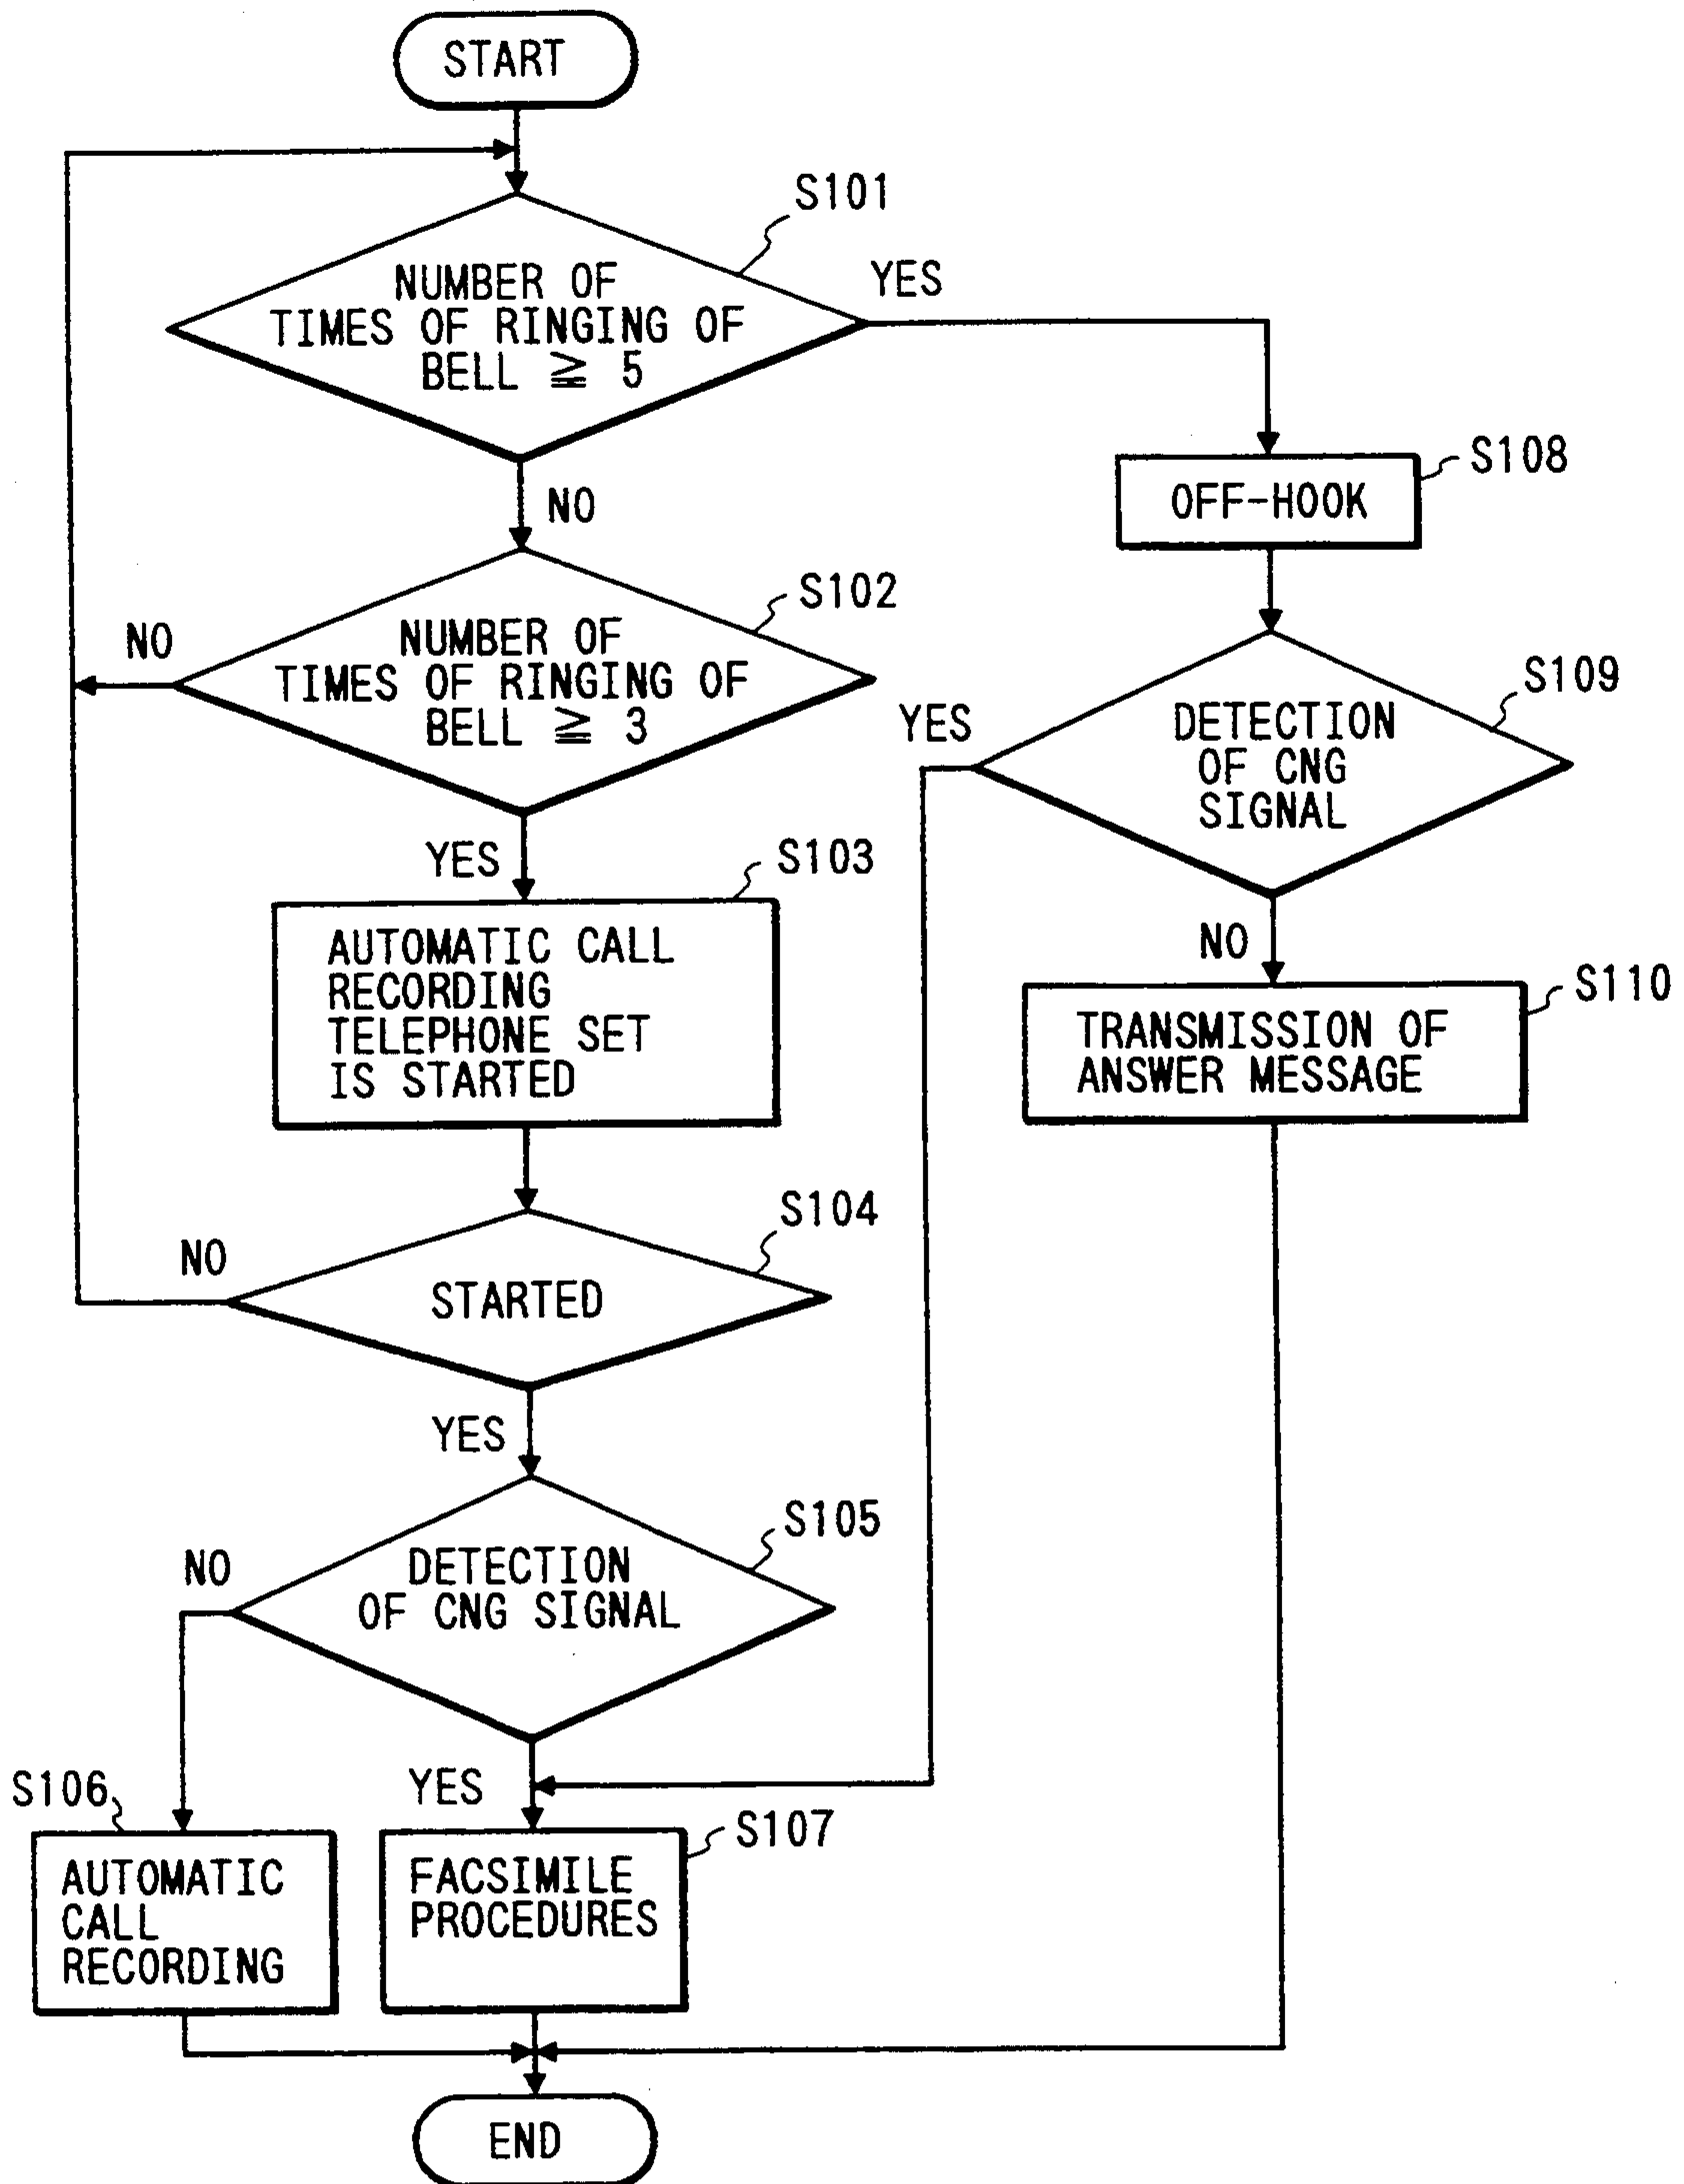 START
S101
NUMBER OF
TIMES OF RINGING OF
BELL ≧ 5
YES
NO
S108
OFF-HOOK
S102
NUMBER OF
TIMES OF RINGING OF
BELL ≧ 3
NO
YES
S109
DETECTION
OF CNG
SIGNAL
YES
NO
S103
AUTOMATIC CALL
RECORDING
TELEPHONE SET
IS STARTED
S110
TRANSMISSION OF
ANSWER MESSAGE
S104
STARTED
NO
YES
S105
DETECTION
OF CNG SIGNAL
NO
YES
S106
AUTOMATIC
CALL
RECORDING
S107
FACSIMILE
PROCEDURES
END